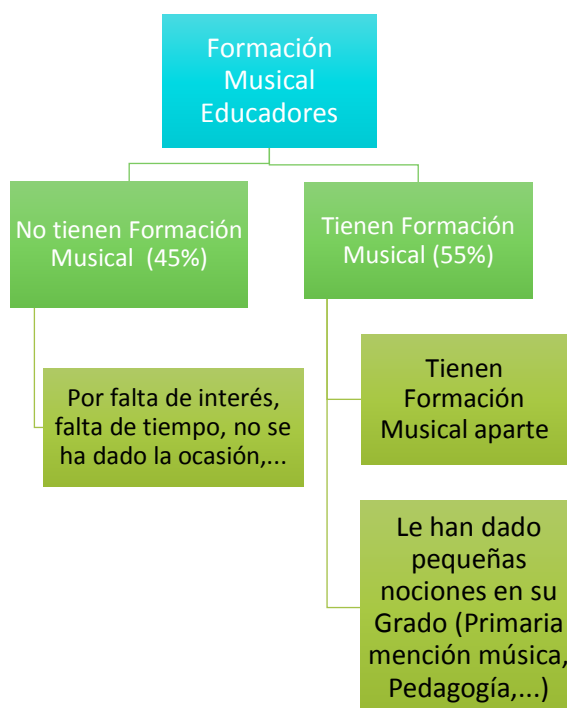 Formación
Musical
Educadores
No tienen Formación
Musical (45%)
Tienen Formación
Musical (55%)
Por falta de interés,
falta de tiempo, no se
ha dado la ocasión,...
Tienen
Formación
Musical aparte
Le han dado
pequeñas
nociones en su
Grado (Primaria
mención música,
Pedagogía,...)